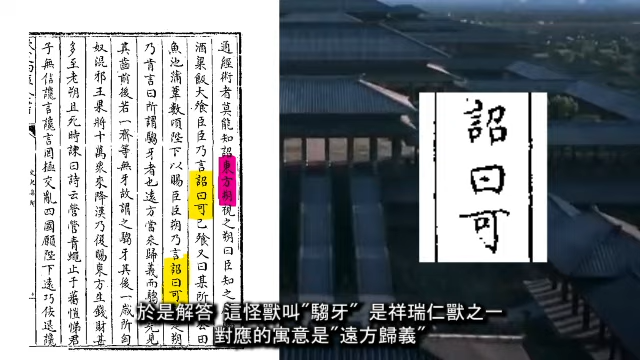 通經術者莫能知詔東方朔視之朔曰臣知之
酒粱飯大飧臣臣乃言詔曰可已飧又曰某所有公田
魚池蒲葦數頃陛下以賜臣臣朔乃言詔曰可
乃肯言曰所謂騶牙者也遠方當來歸義而騶牙先見
其齒前後若一齊等無牙故謂之騶牙其後一歲所匈
奴混邪王果將十萬衆來降漢乃復賜東方生錢財甚
多至老朔且死時諫曰詩云營營青蠅止于蕃愷悌君
子無信讒言讒言罔極交亂四國願陛下遠巧佞退讒
詔曰可
於是解答 這怪獸叫"騶牙" 是祥瑞仁獸之一
對應的寓意是"遠方歸義"